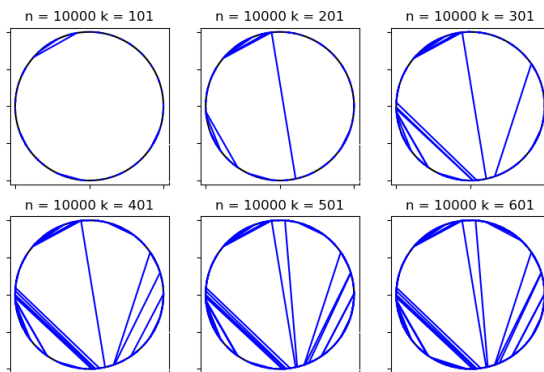 n = 10000 k = 101
n = 10000 k = 201
n = 10000 k = 301
n = 10000 k = 401
n = 10000 k = 501
n = 10000 k = 601